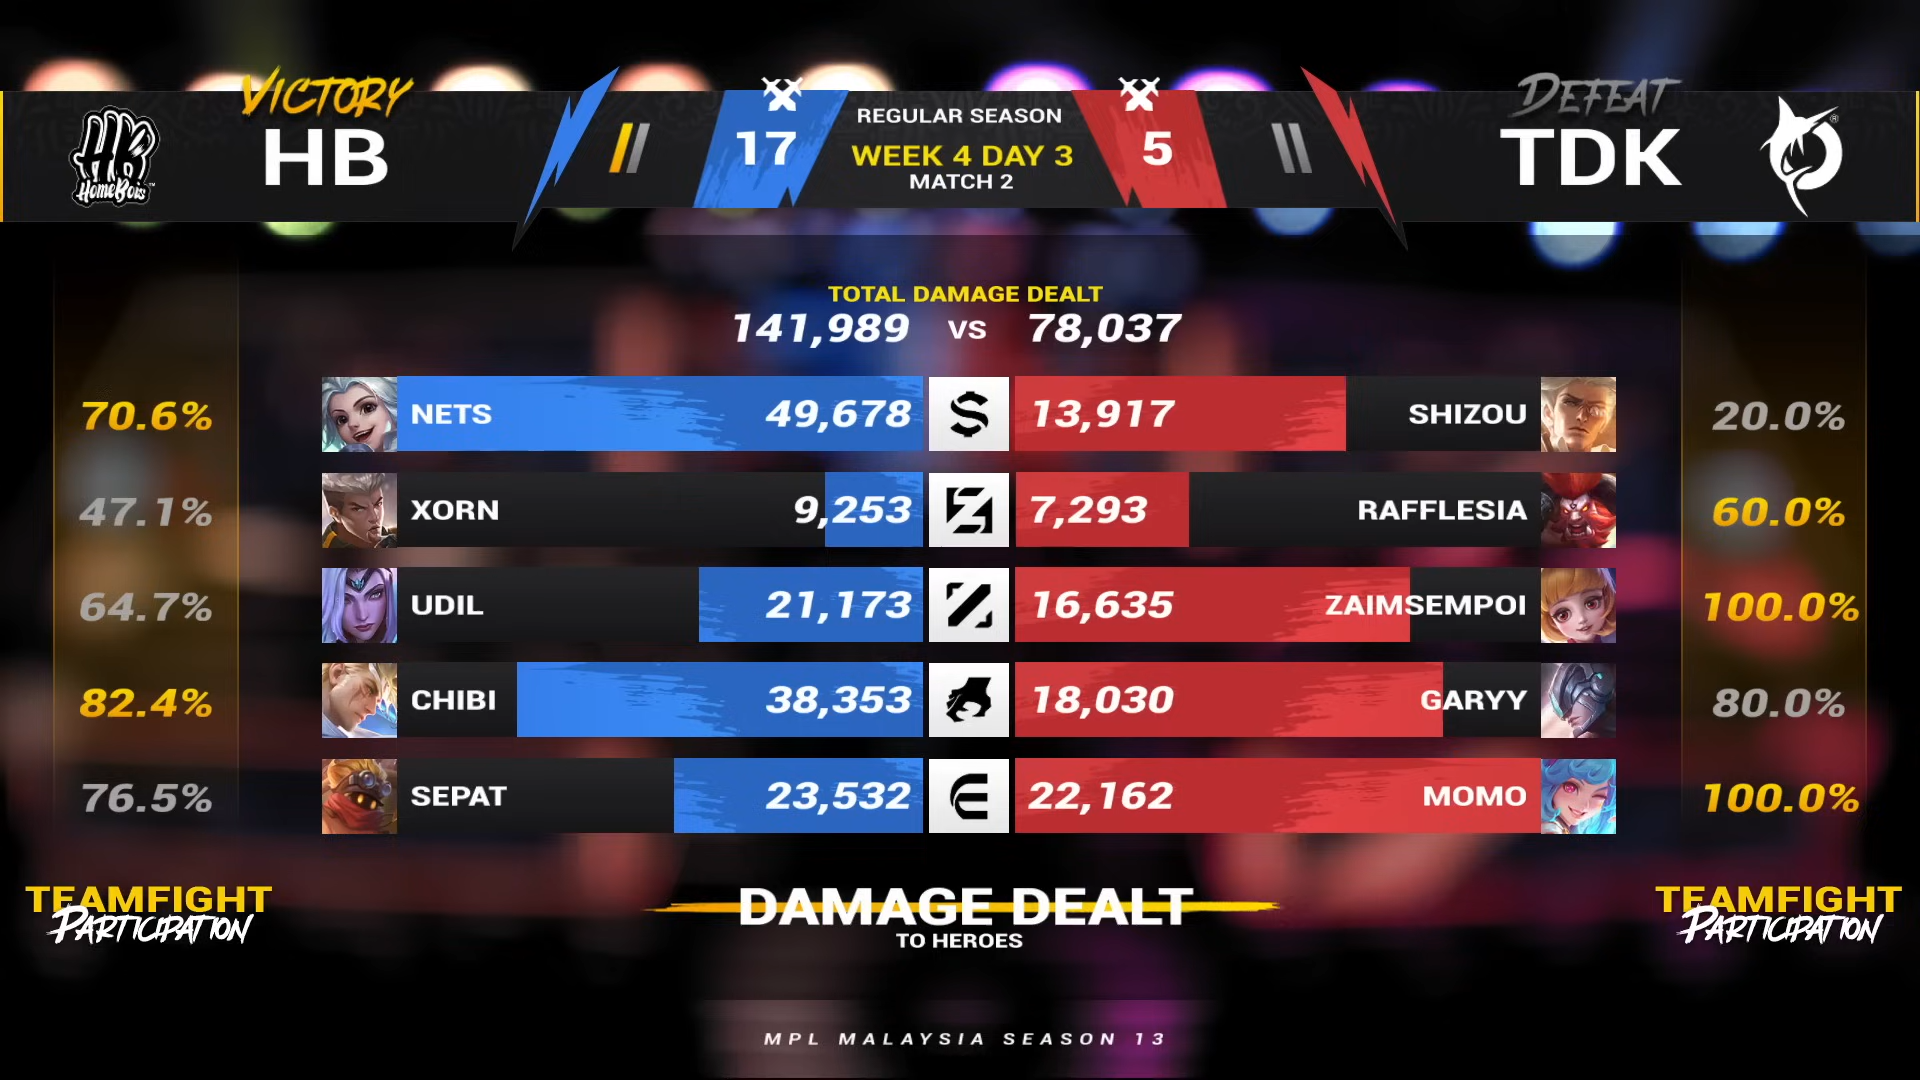 VICTORY
HB
HomeBois
17
REGULAR SEASON
WEEK 4 DAY 3
MATCH 2
5
DEFEAT
TDK
TOTAL DAMAGE DEALT
141,989 VS 78,037
70.6% NETS 49,678 13,917 SHIZOU 20.0%
47.1% XORN 9,253 7,293 RAFFLESIA 60.0%
64.7% UDIL 21,173 16,635 ZAIMSEMPOI 100.0%
82.4% CHIBI 38,353 18,030 GARYY 80.0%
76.5% SEPAT 23,532 22,162 MOMO 100.0%
TEAMFIGHT
PARTICIPATION
DAMAGE DEALT
TO HEROES
TEAMFIGHT
PARTICIPATION
MPL MALAYSIA SEASON 13